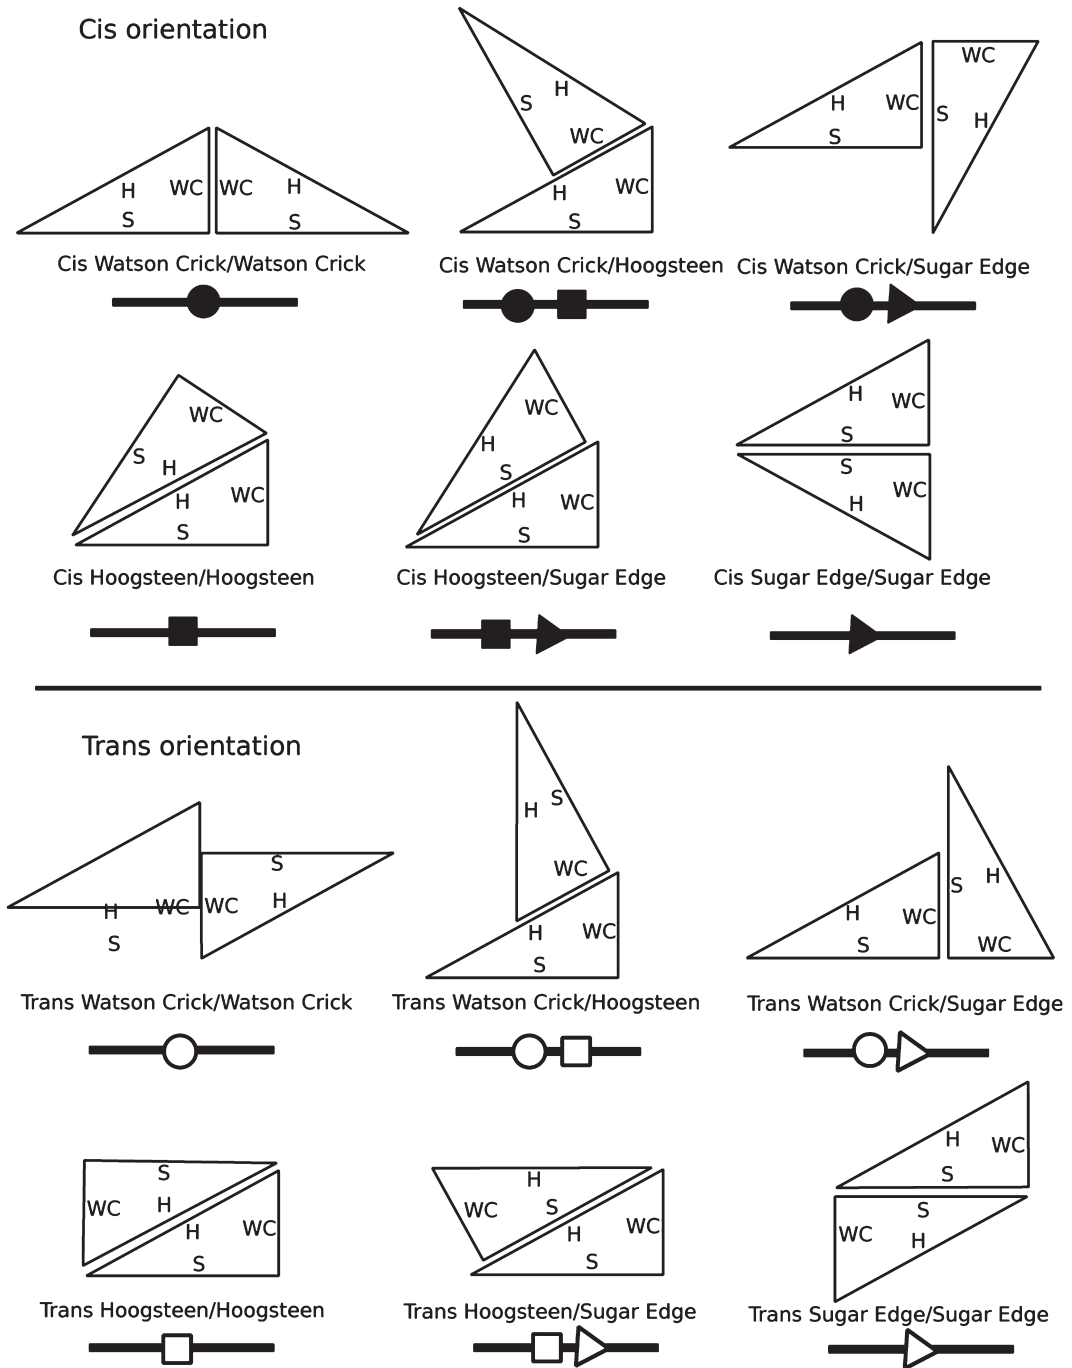 Cis orientation
H
S
WC
WC
H
S
H
S
WC
H
WC
S
H
WC
S
WC
S
H
Cis Watson Crick/Watson Crick
Cis Watson Crick/Hoogsteen
Cis Watson Crick/Sugar Edge
WC
S
H
H
WC
S
WC
H
S
H
WC
S
H
WC
S
S
WC
H
Cis Hoogsteen/Hoogsteen
Cis Hoogsteen/Sugar Edge
Cis Sugar Edge/Sugar Edge
Trans orientation
H
WC
S
S
WC
H
S
H
WC
H
WC
S
H
WC
S
S
H
WC
Trans Watson Crick/Watson Crick
Trans Watson Crick/Hoogsteen
Trans Watson Crick/Sugar Edge
S
WC
H
H
WC
S
H
WC
S
H
WC
S
H
WC
S
S
WC
H
Trans Hoogsteen/Hoogsteen
Trans Hoogsteen/Sugar Edge
Trans Sugar Edge/Sugar Edge